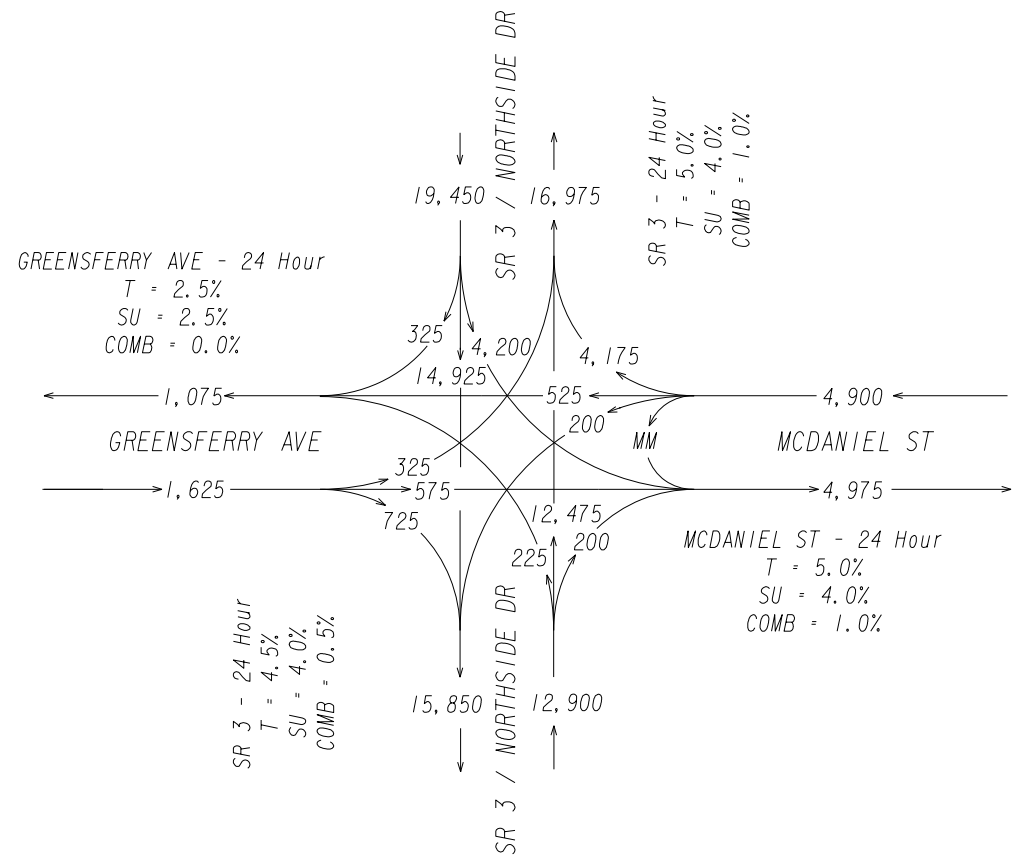 SR 3 / NORTHSIDE DR
SR 3 - 24 Hour
T = 5.0%
SU = 4.0%
COMB = 1.0%
19,450
16,975
GREENSFERRY AVE - 24 Hour
T = 2.5%
SU = 2.5%
COMB = 0.0%
325
4,200
4,175
14,925
1,075
525
4,900
200
GREENSFERRY AVE
MM
MCDANIEL ST
325
1,625
575
4,975
725
12,475
225
200
MCDANIEL ST - 24 Hour
T = 5.0%
SU = 4.0%
COMB = 1.0%
SR 3 - 24 Hour
T = 4.5%
SU = 4.0%
COMB = 0.5%
15,850
12,900
SR 3 / NORTHSIDE DR